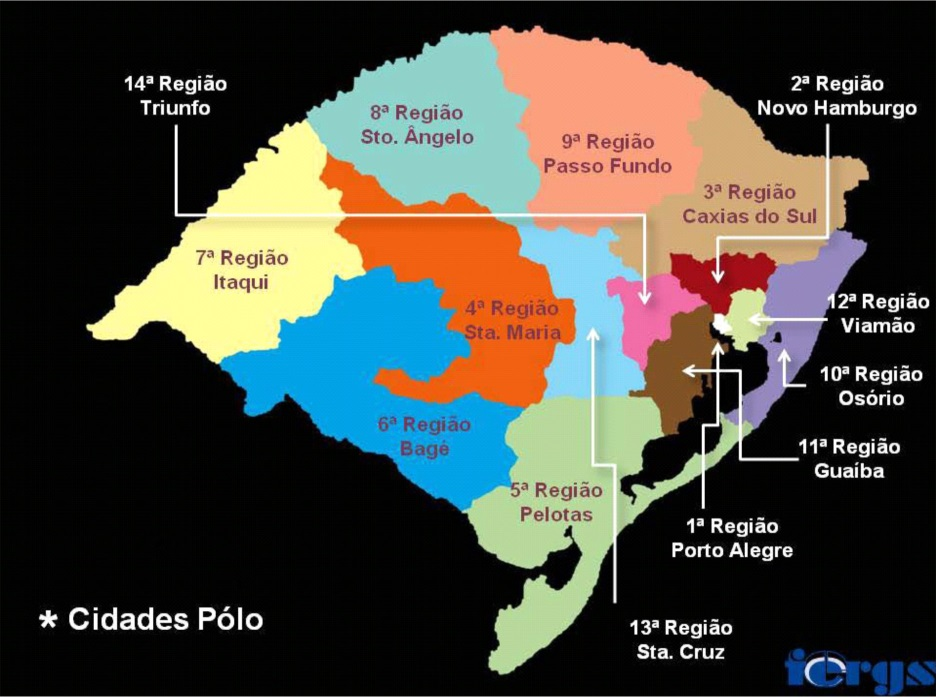 14ª Região
Triunfo
8ª Região
Sto. Ângelo
2ª Região
Novo Hamburgo
9ª Região
Passo Fundo
3ª Região
Caxias do Sul
7ª Região
Itaqui
4ª Região
Sta. Maria
12ª Região
Viamão
10ª Região
Osório
6ª Região
Bagé
11ª Região
Guaíba
5ª Região
Pelotas
1ª Região
Porto Alegre
* Cidades Pólo
13ª Região
Sta. Cruz
fergs